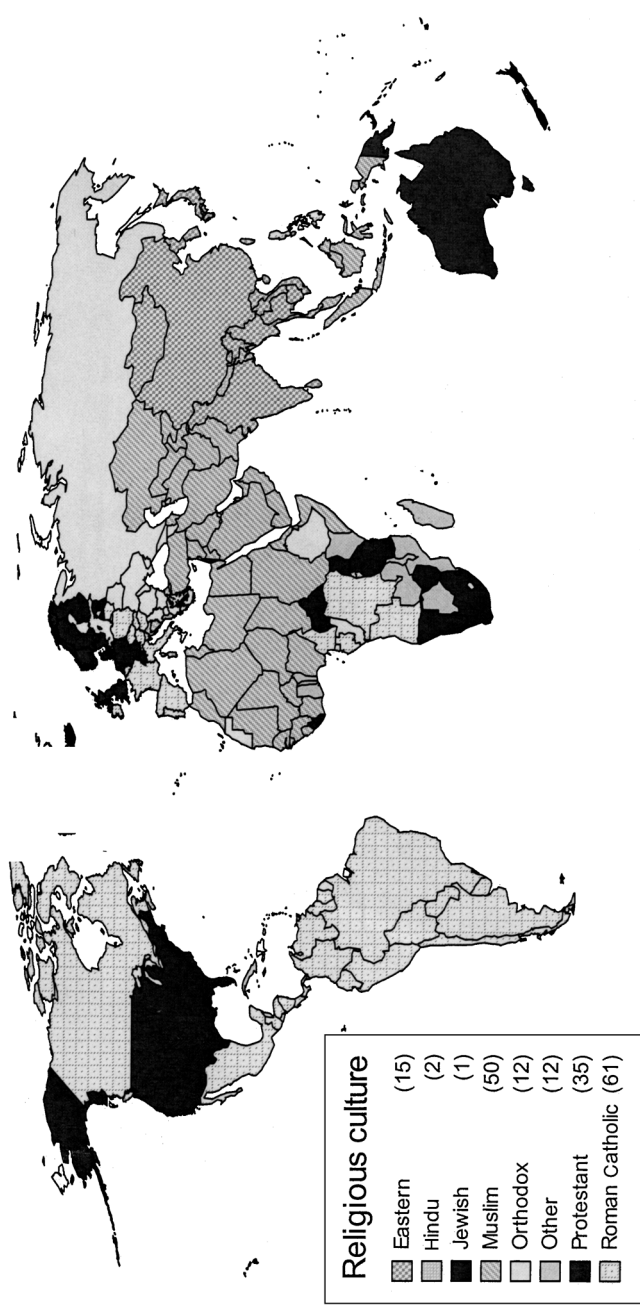 Religious culture
Eastern (15)
Hindu (2)
Jewish (1)
Muslim (50)
Orthodox (12)
Other (12)
Protestant (35)
Roman Catholic (61)